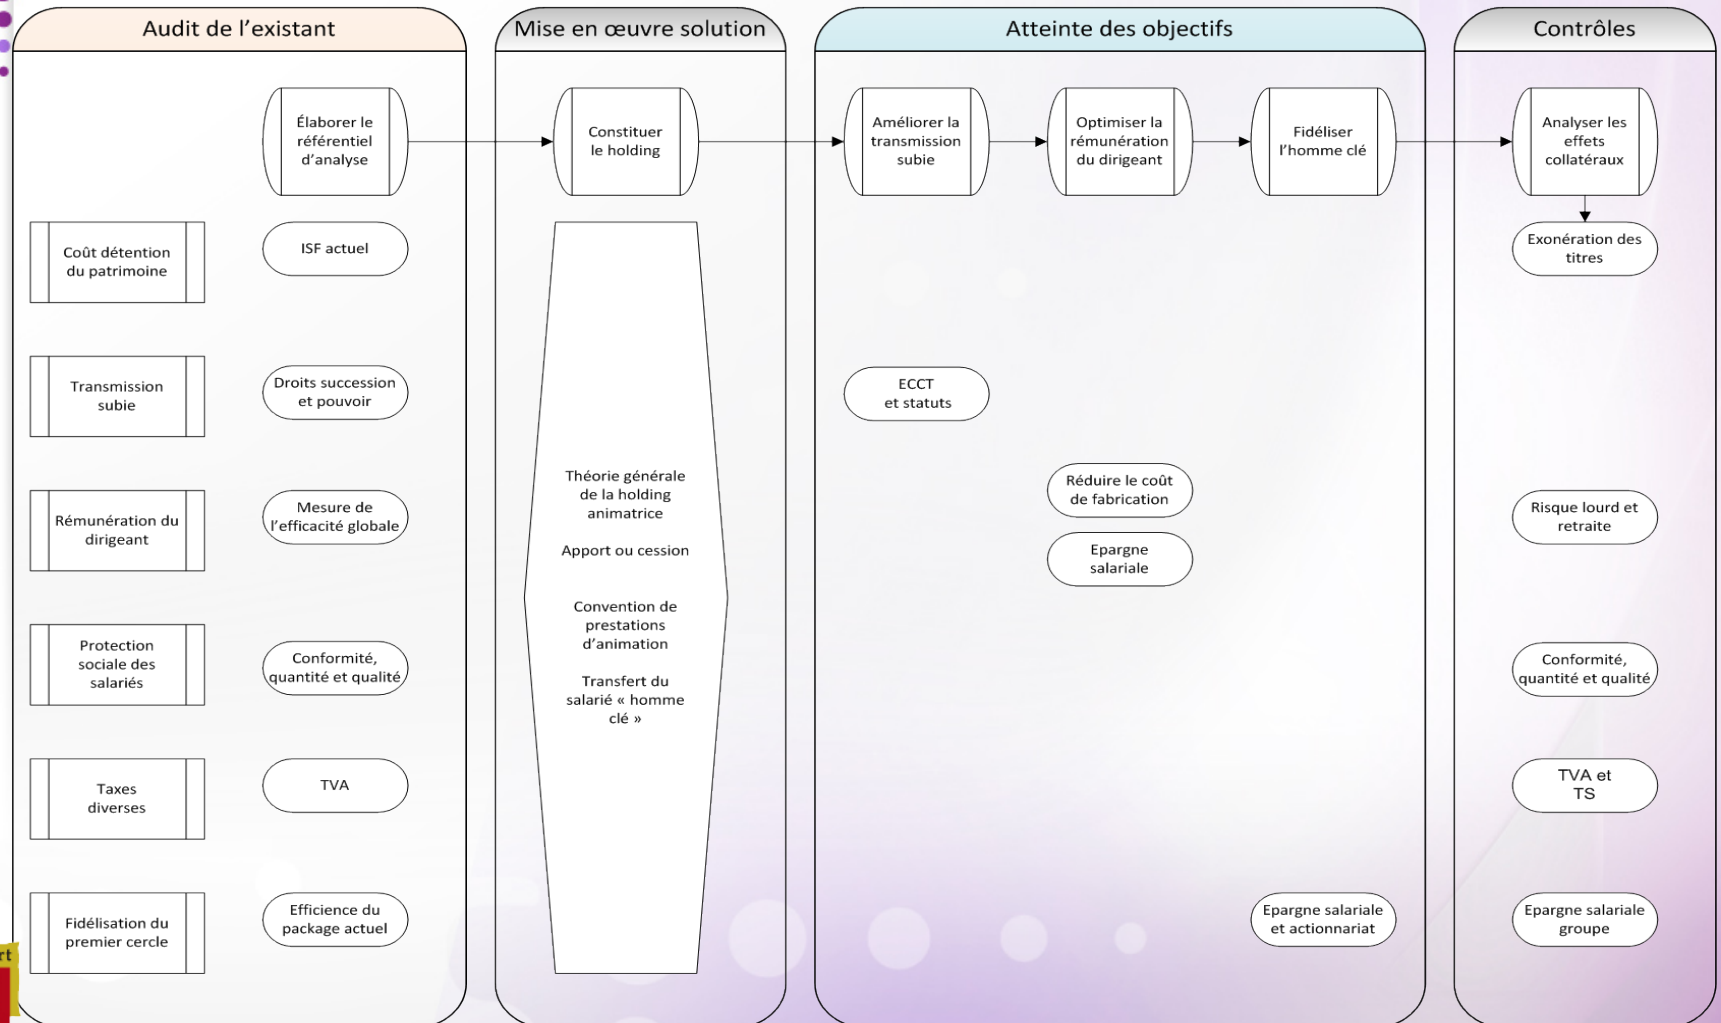 Audit de l’existant
Mise en œuvre solution
Atteinte des objectifs
Contrôles
Élaborer le
référentiel
d’analyse
Constituer
le holding
Améliorer la
transmission
subie
Optimiser la
rémunération
du dirigeant
Fidéliser
l’homme clé
Analyser les
effets
collatéraux
Coût détention
du patrimoine
ISF actuel
Exonération des
titres
Transmission
subie
Droits succession
et pouvoir
ECCT
et statuts
Rémunération du
dirigeant
Mesure de
l’efficacité globale
Théorie générale
de la holding
animatrice
Apport ou cession
Convention de
prestations
d’animation
Transfert du
salarié « homme
clé »
Réduire le coût
de fabrication
Epargne
salariale
Risque lourd et
retraite
Protection
sociale des
salariés
Conformité,
quantité et qualité
Conformité,
quantité et qualité
Taxes
diverses
TVA
TVA et
TS
Fidélisation du
premier cercle
Efficience du
package actuel
Epargne salariale
et actionnariat
Epargne salariale
groupe
rt